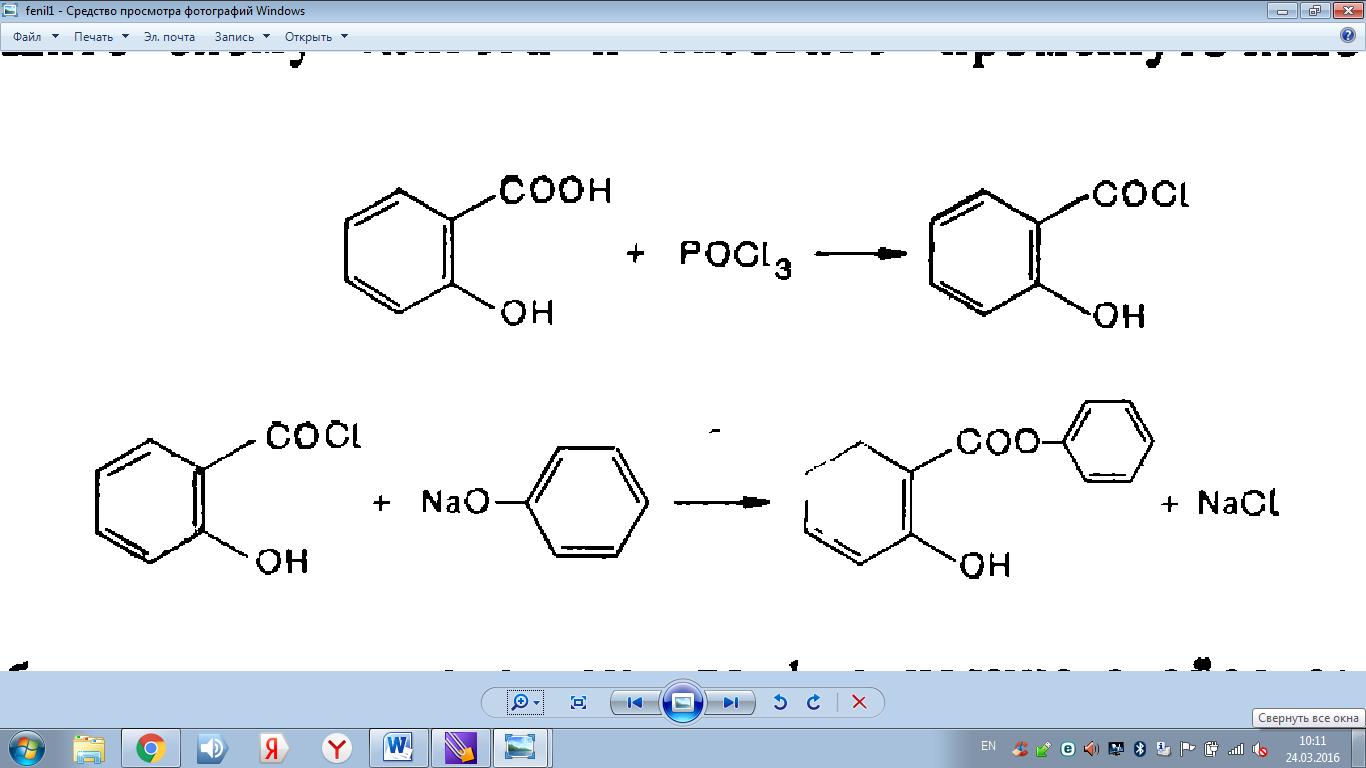 fenil1 - Средство просмотра фотографий Windows
Файл Печать Эл. почта Запись Открыть
COOH
+ POCl3
OH
COCl
OH
COCl
+ NaO
OH
COO
+ NaCl
OH
Свернуть все окна
EN
10:11
24.03.2016